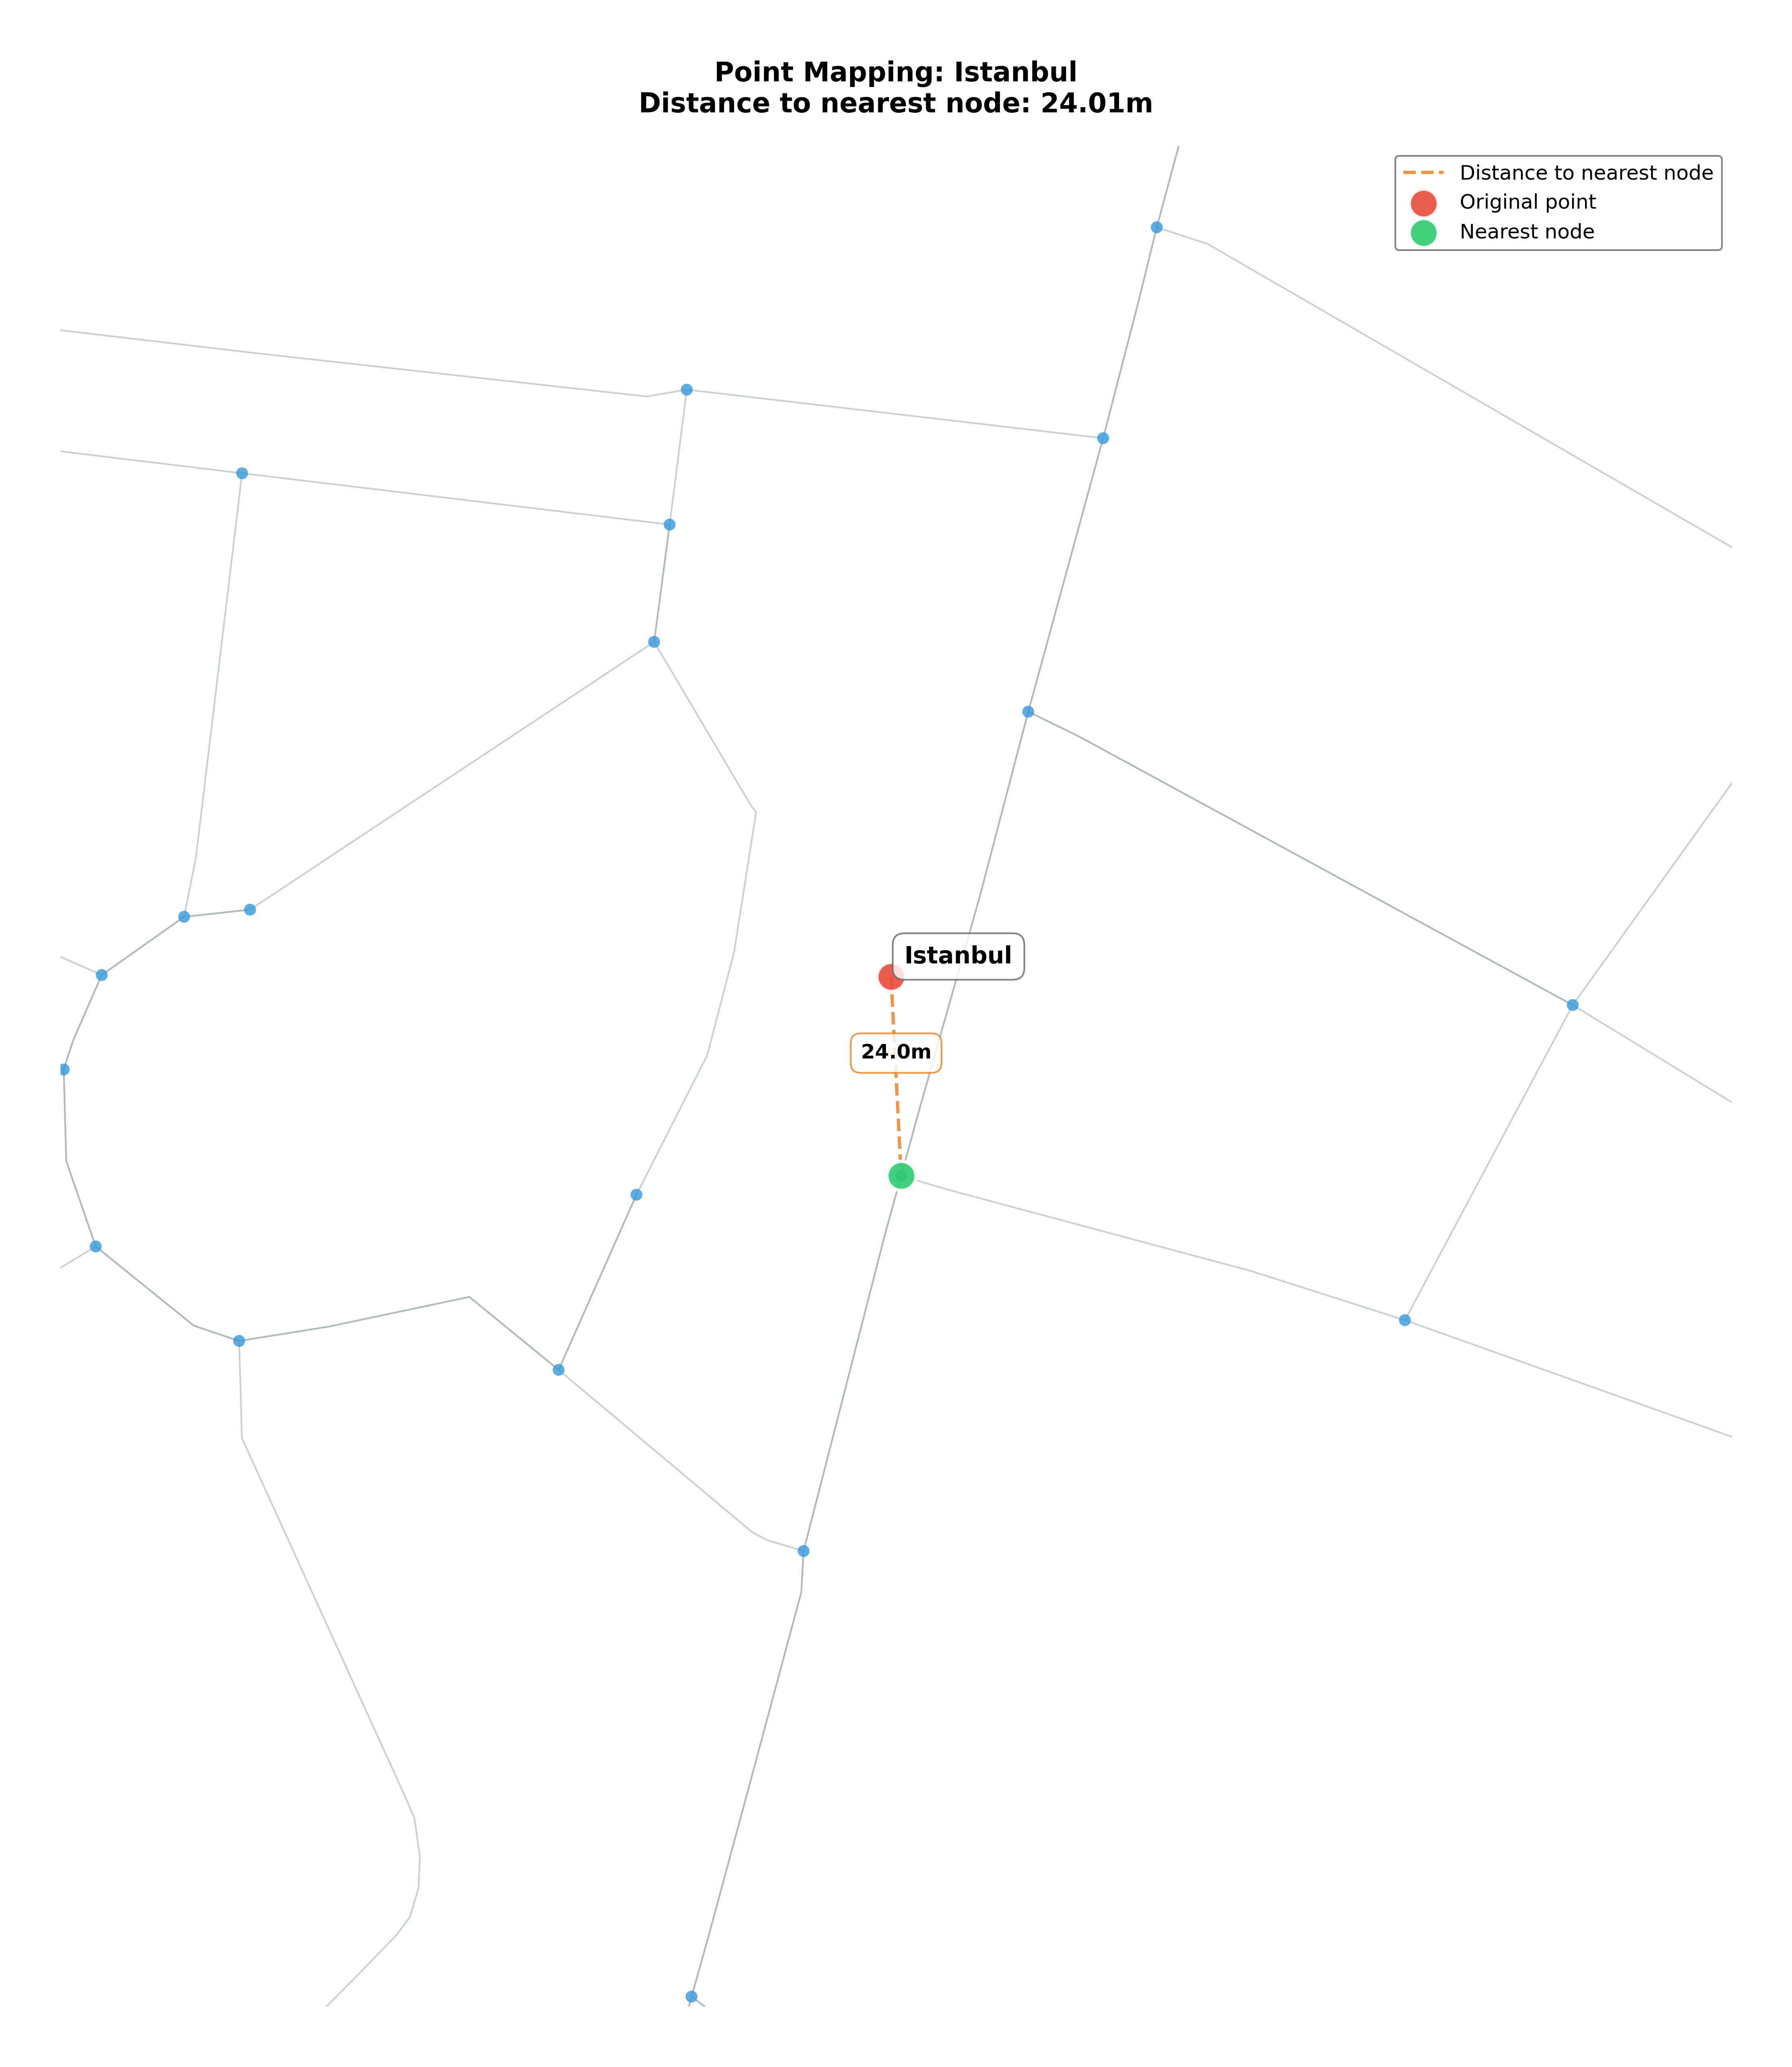 Point Mapping: Istanbul
Distance to nearest node: 24.01m
Distance to nearest node
Original point
Nearest node
Istanbul
24.0m